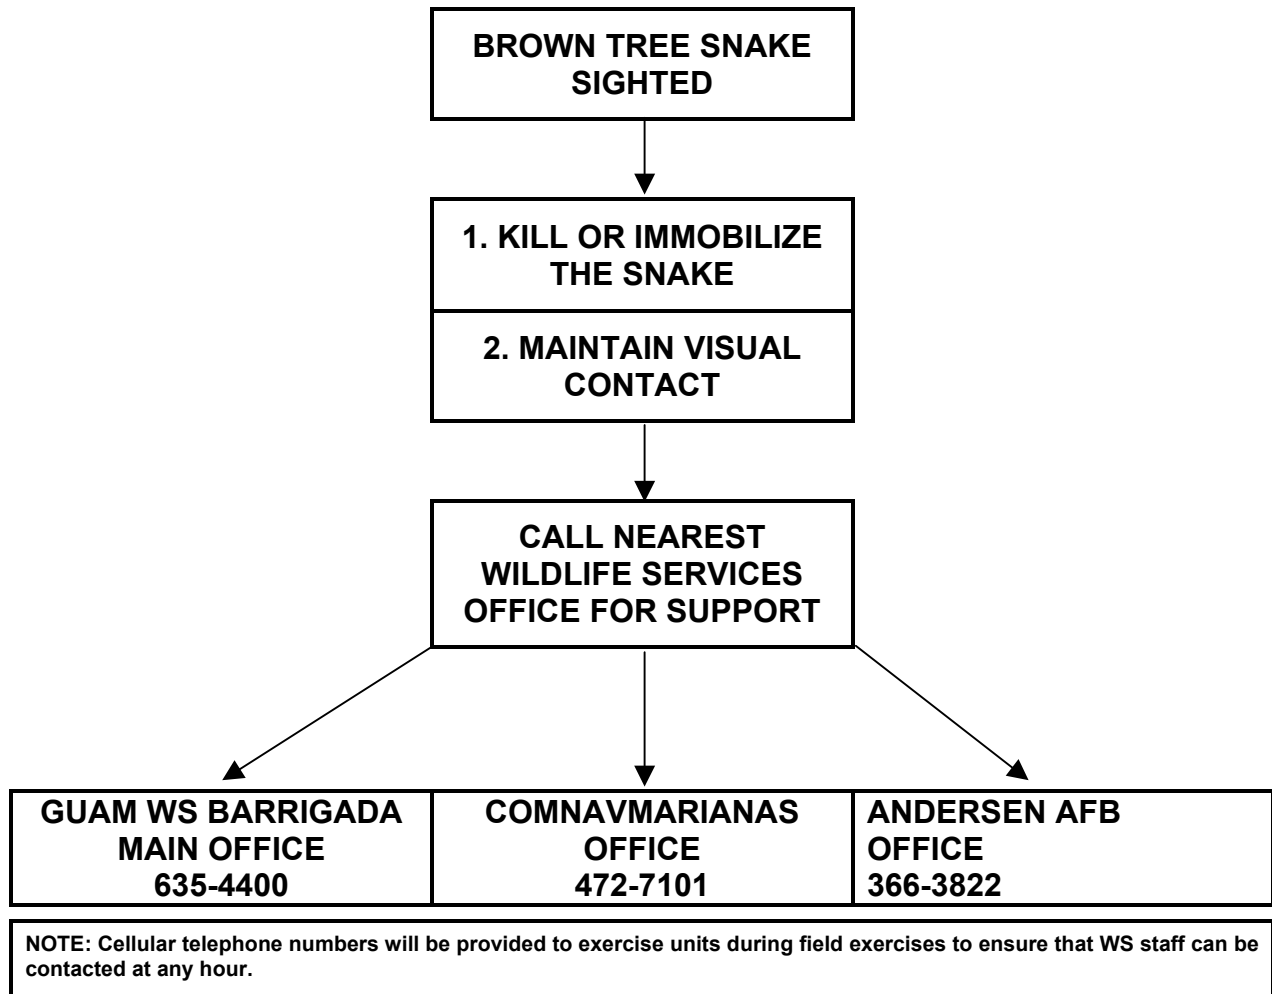 BROWN TREE SNAKE
SIGHTED
1. KILL OR IMMOBILIZE
THE SNAKE
2. MAINTAIN VISUAL
CONTACT
CALL NEAREST
WILDLIFE SERVICES
OFFICE FOR SUPPORT
GUAM WS BARRIGADA
MAIN OFFICE
635-4400
COMNAVMARIANAS
OFFICE
472-7101
ANDERSEN AFB
OFFICE
366-3822
NOTE: Cellular telephone numbers will be provided to exercise units during field exercises to ensure that WS staff can be
contacted at any hour.